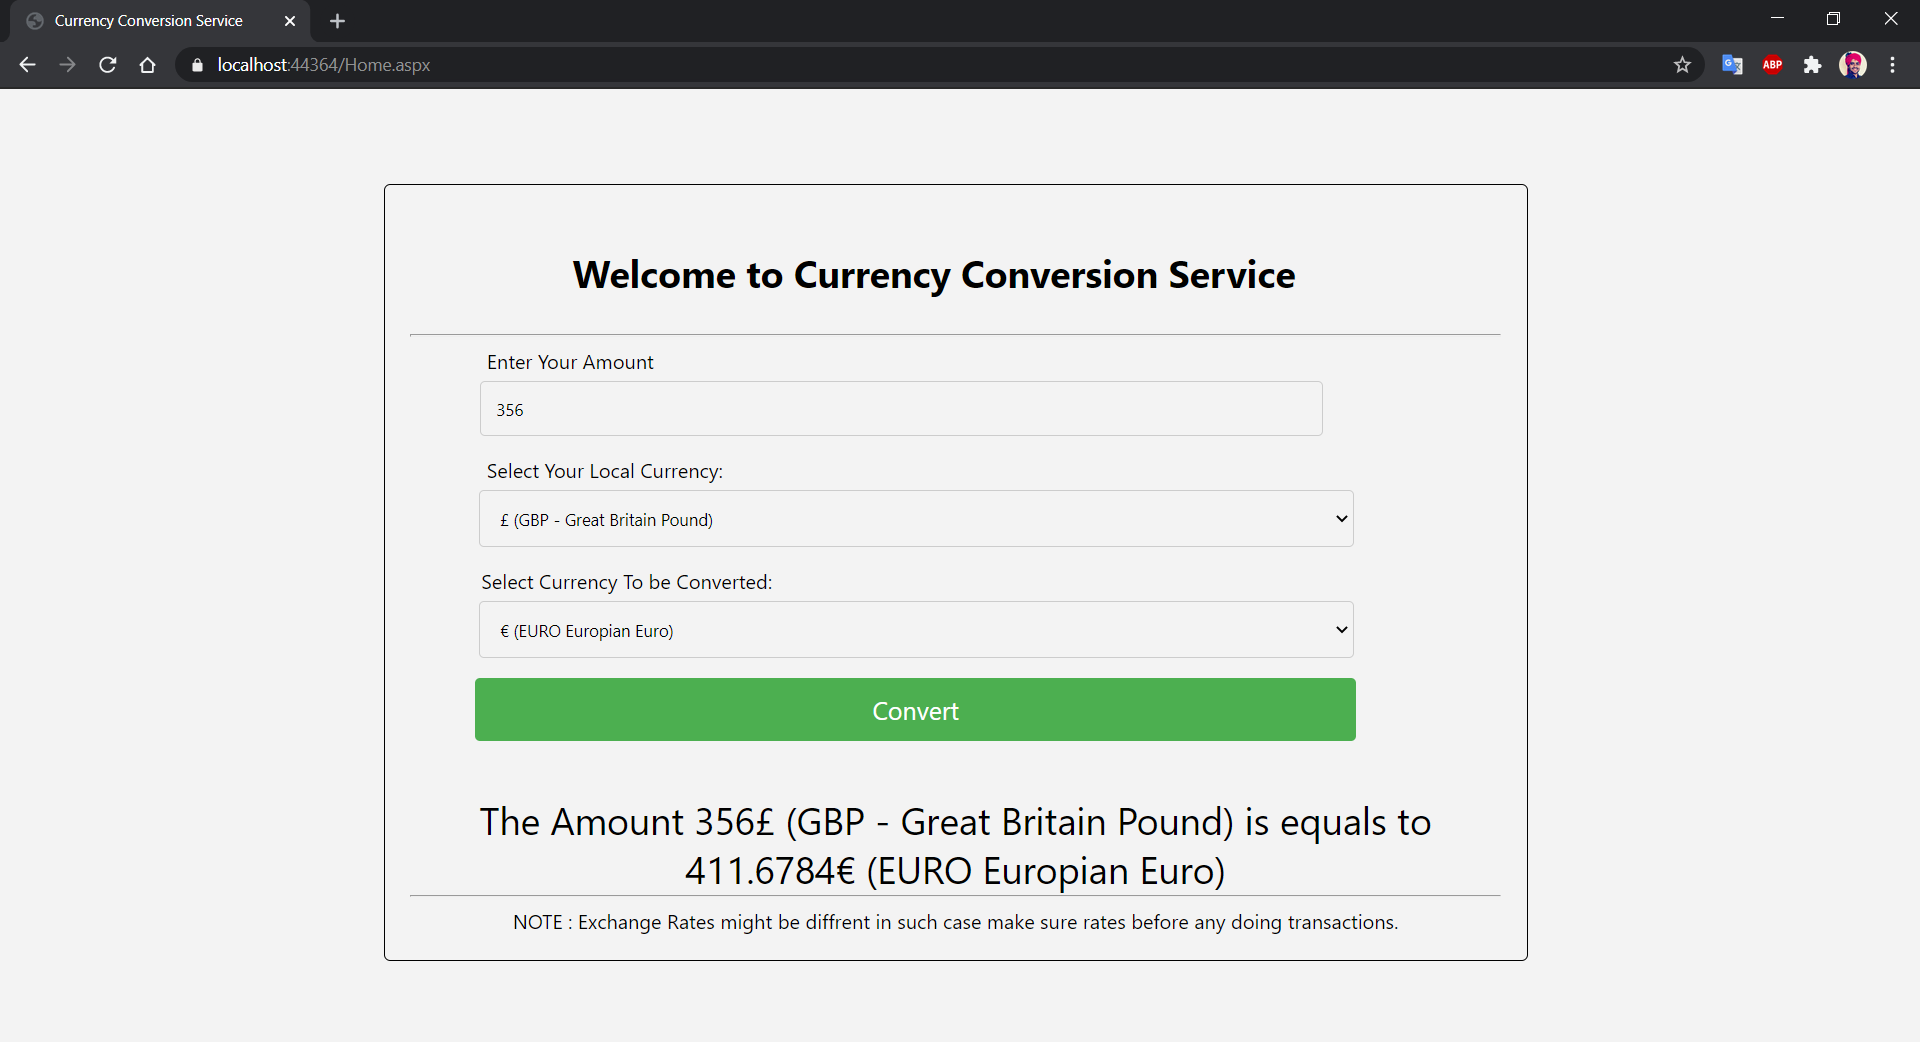 Currency Conversion Service
localhost:44364/Home.aspx
ABP
Welcome to Currency Conversion Service
Enter Your Amount
356
Select Your Local Currency:
£ (GBP - Great Britain Pound)
Select Currency To be Converted:
€ (EURO Europian Euro)
Convert
The Amount 356£ (GBP - Great Britain Pound) is equals to
411.6784€ (EURO Europian Euro)
NOTE : Exchange Rates might be diffrent in such case make sure rates before any doing transactions.